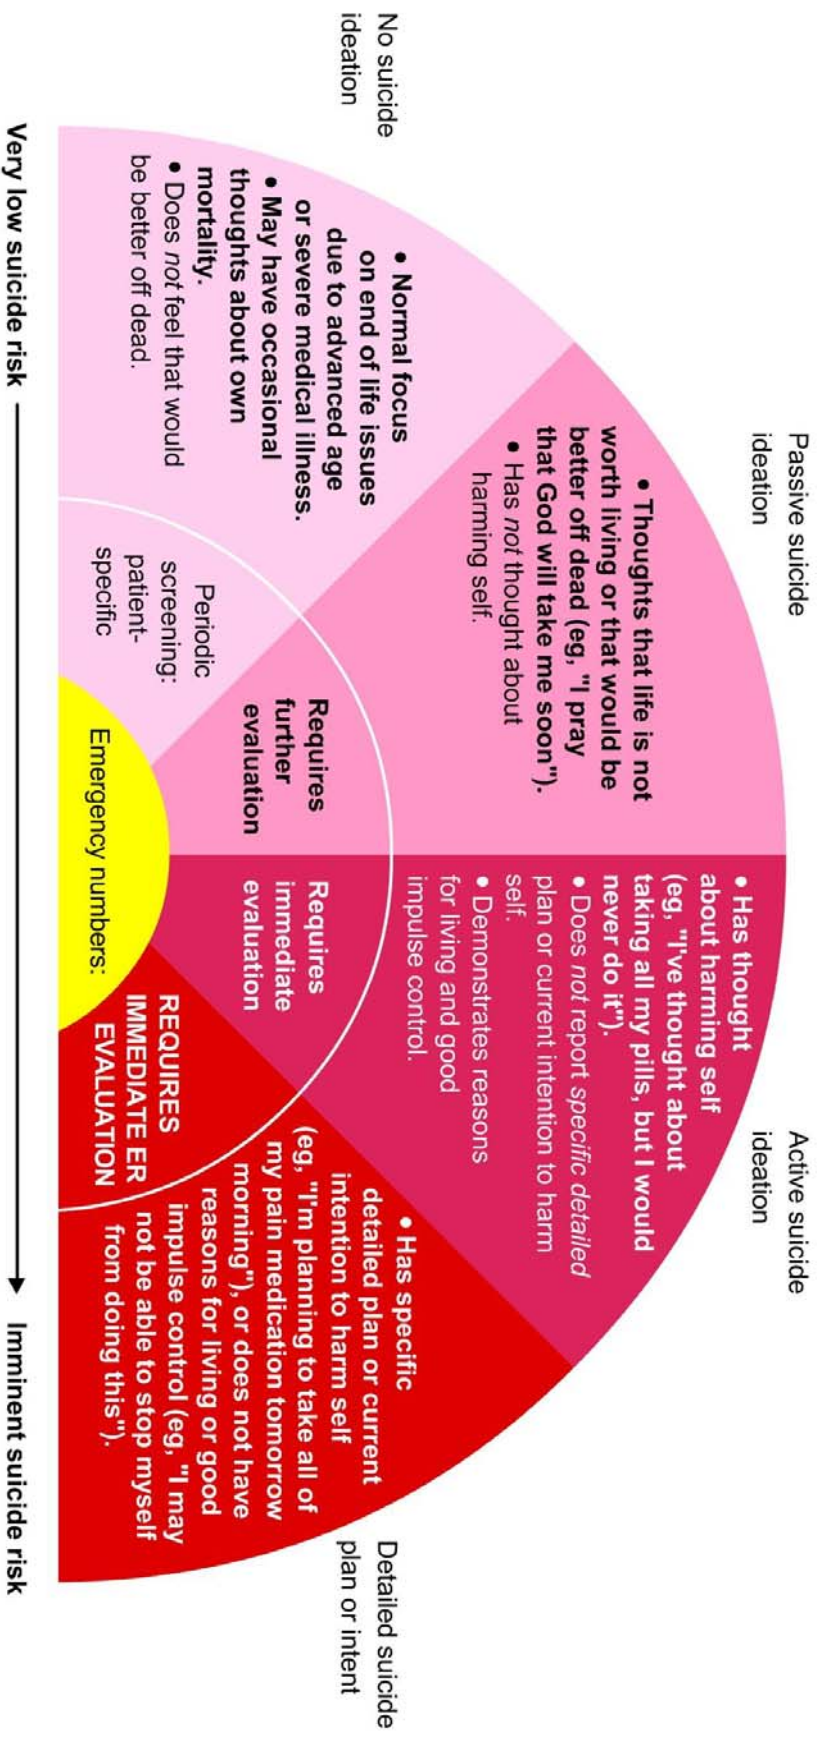 No suicide
ideation
Passive suicide
ideation
Active suicide
ideation
Detailed suicide
plan or intent
• Normal focus
on end of life issues
due to advanced age
or severe medical illness.
• May have occasional
thoughts about own
mortality.
• Does not feel that would
be better off dead.
• Thoughts that life is not
worth living or that would be
better off dead (eg, "I pray
that God will take me soon").
• Has not thought about
harming self.
• Has thought
about harming self
(eg, "I've thought about
taking all my pills, but I would
never do it").
• Does not report specific detailed
plan or current intention to harm
self.
• Demonstrates reasons
for living and good
impulse control.
• Has specific
detailed plan or current
intention to harm self
(eg, "I'm planning to take all of
my pain medication tomorrow
morning"), or does not have
reasons for living or good
impulse control (eg, "I may
not be able to stop myself
from doing this").
Periodic
screening:
patient-
specific
Requires
further
evaluation
Requires
immediate
evaluation
REQUIRES
IMMEDIATE ER
EVALUATION
Emergency numbers:
Very low suicide risk
Imminent suicide risk